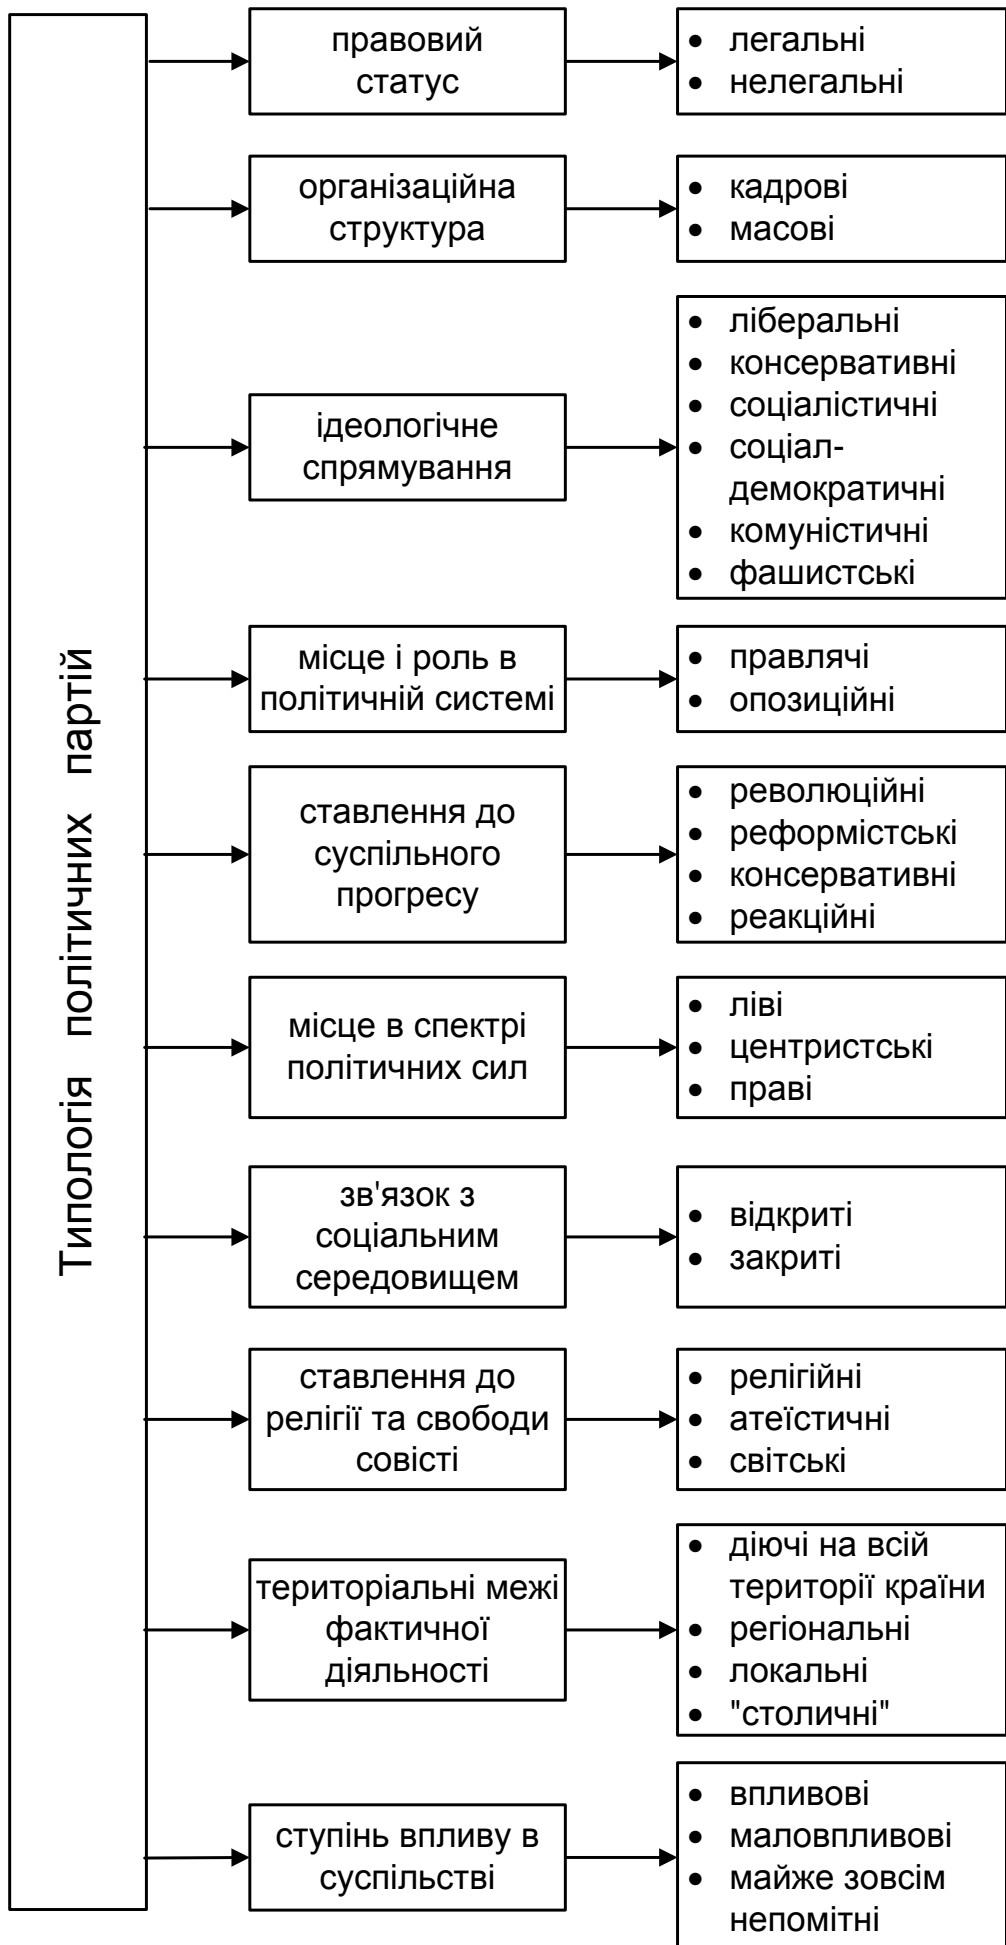 Типологія політичних партій
правовий
статус
• легальні
• нелегальні
організаційна
структура
• кадрові
• масові
ідеологічне
спрямування
• ліберальні
• консервативні
• соціалістичні
• соціал-
демократичні
• комуністичні
• фашистські
місце і роль в
політичній системі
• правлячі
• опозиційні
ставлення до
суспільного
прогресу
• революційні
• реформістські
• консервативні
• реакційні
місце в спектрі
політичних сил
• ліві
• центристські
• праві
зв'язок з
соціальним
середовищем
• відкриті
• закриті
ставлення до
релігії та свободи
совісті
• релігійні
• атеїстичні
• світські
територіальні межі
фактичної
діяльності
• діючі на всій
території країни
• регіональні
• локальні
• "столичні"
ступінь впливу в
суспільстві
• впливові
• маловпливові
• майже зовсім
непомітні